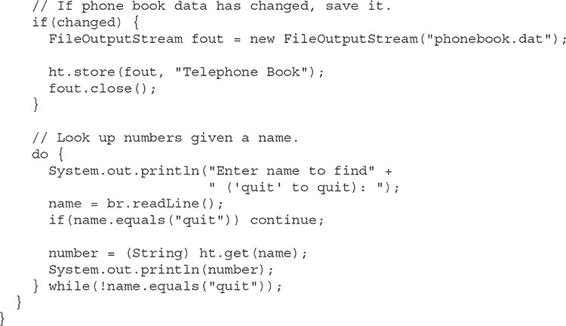 // If phone book data has changed, save it.
if(changed) {
FileOutputStream fout = new FileOutputStream("phonebook.dat");
ht.store(fout, "Telephone Book");
fout.close();
}
// Look up numbers given a name.
do {
System.out.println("Enter name to find" +
" ('quit' to quit): ");
name = br.readLine();
if(name.equals("quit")) continue;
number = (String) ht.get(name);
System.out.println(number);
} while(!name.equals("quit"));
}
}